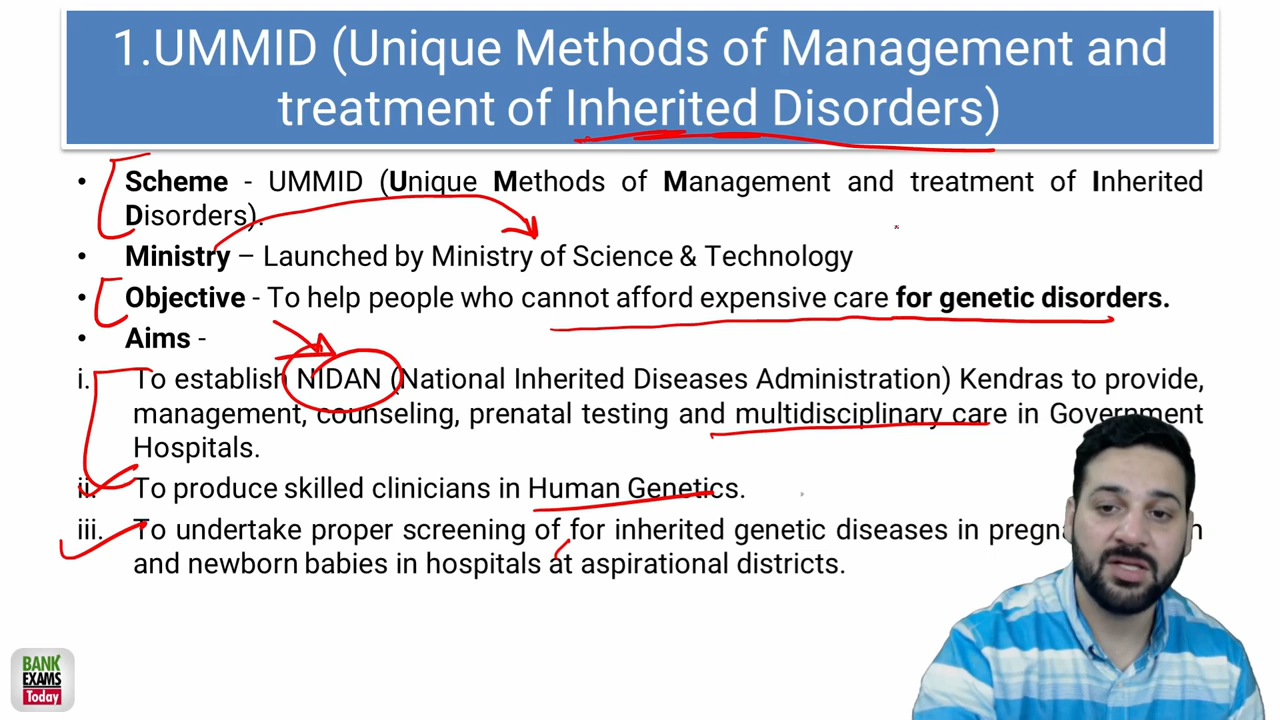 1.UMMID (Unique Methods of Management and
treatment of Inherited Disorders)
• Scheme - UMMID (Unique Methods of Management and treatment of Inherited
Disorders).
• Ministry – Launched by Ministry of Science & Technology
• Objective - To help people who cannot afford expensive care for genetic disorders.
• Aims -
i. To establish NIDAN (National Inherited Diseases Administration) Kendras to provide,
management, counseling, prenatal testing and multidisciplinary care in Government
Hospitals.
ii. To produce skilled clinicians in Human Genetics.
iii. To undertake proper screening of for inherited genetic diseases in
and newborn babies in hospitals at aspirational districts.
BANK
EXAMS
Today